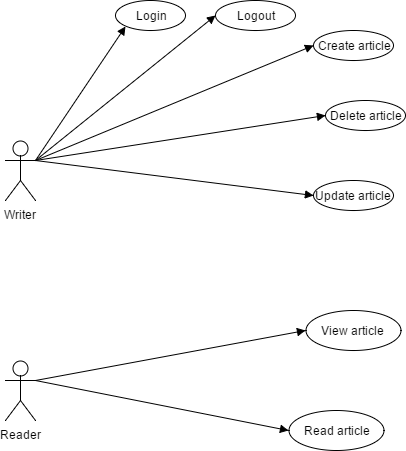 Login
Logout
Create article
Delete article
Update article
Writer
View article
Read article
Reader